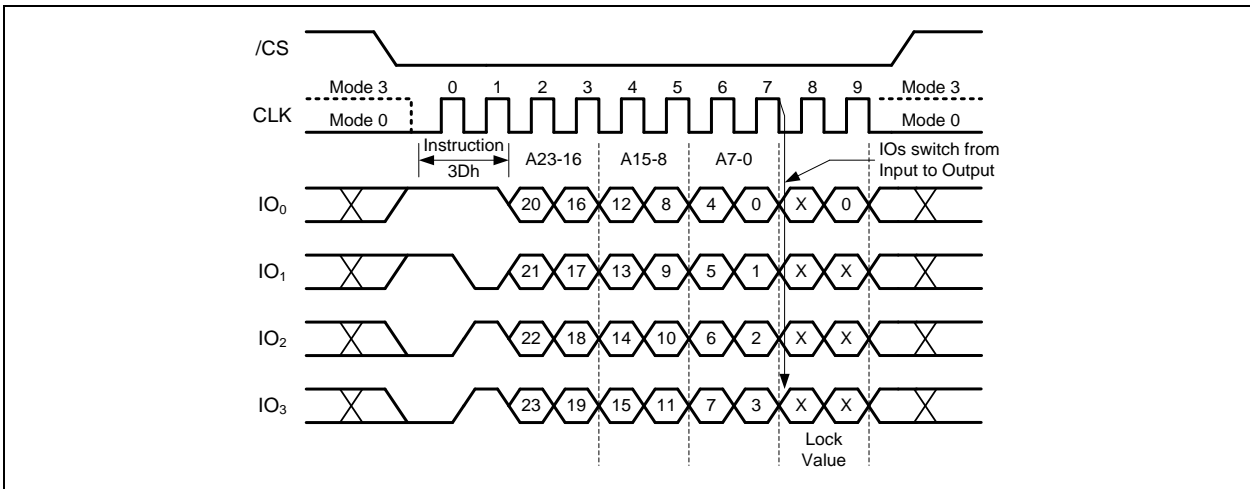 /CS
Mode 3 0 1 2 3 4 5 6 7 8 9 Mode 3
CLK
Mode 0 Mode 0
Instruction
3Dh
A23-16 A15-8 A7-0
IOs switch from
Input to Output
IO₀ 20 16 12 8 4 0 X 0
IO₁ 21 17 13 9 5 1 X X
IO₂ 22 18 14 10 6 2 X X
IO₃ 23 19 15 11 7 3 X X
Lock
Value